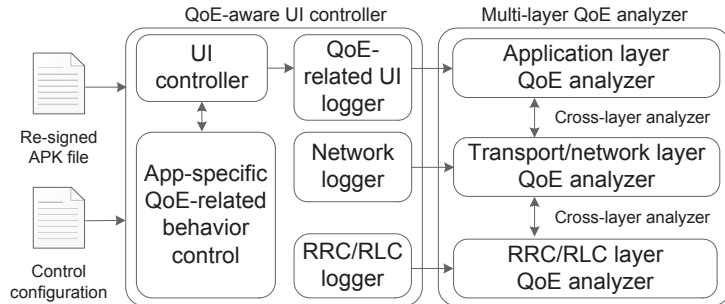 QoE-aware UI controller
Multi-layer QoE analyzer
Re-signed
APK file
Control
configuration
UI
controller
App-specific
QoE-related
behavior
control
QoE-
related UI
logger
Network
logger
RRC/RLC
logger
Application layer
QoE analyzer
Cross-layer analyzer
Transport/network layer
QoE analyzer
Cross-layer analyzer
RRC/RLC layer
QoE analyzer